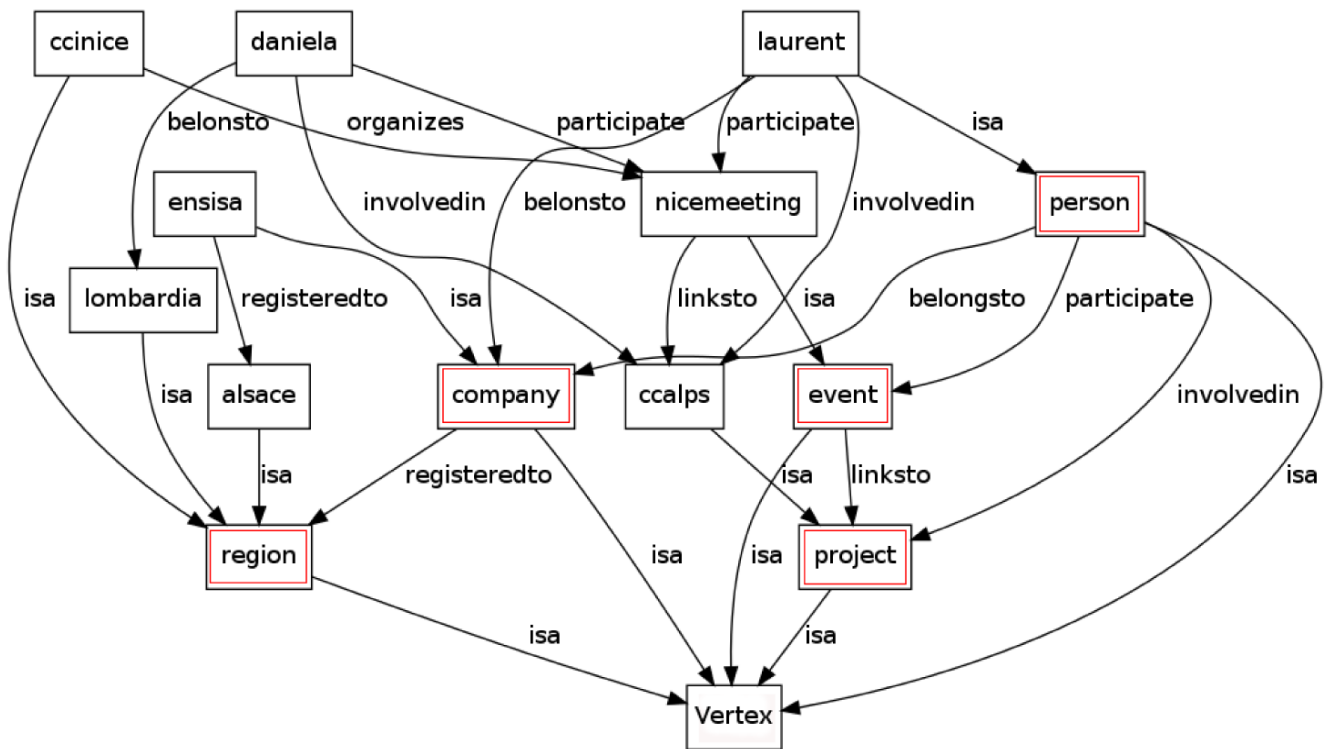 ccinice daniela laurent
belonsto organizes participate participate isa
ensisa involvedin belonsto nicemeeting involvedin person
isa lombardia registeredto isa linksto isa belongsto participate
isa alsace company ccalps event involvedin
isa registeredto isa linksto isa
region isa isa project
isa isa
Vertex